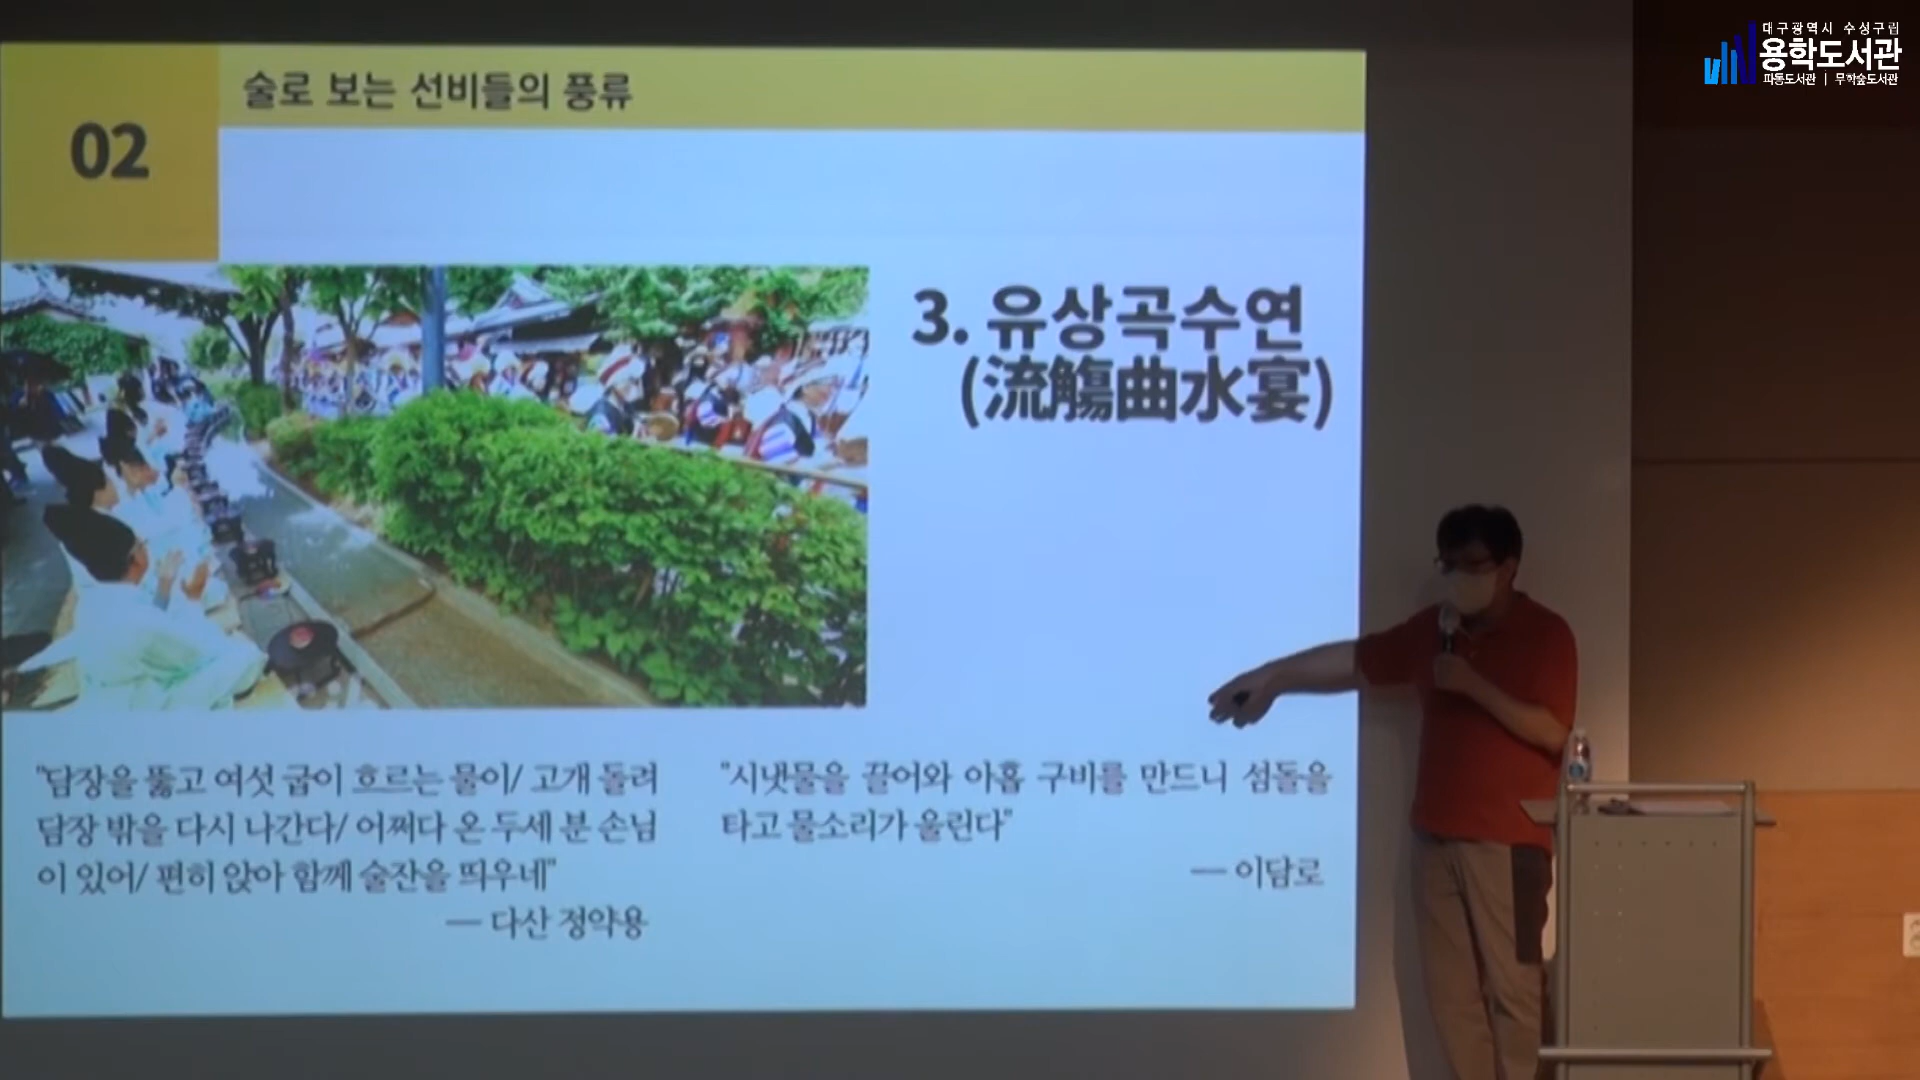 대구광역시 수성구립
용학도서관
파동도서관 | 무학숲도서관
02
술로 보는 선비들의 풍류
3. 유상곡수연
(流觴曲水宴)
"담장을 뚫고 여섯 굽이 흐르는 물이/ 고개 돌려
담장 밖을 다시 나간다/ 어쩌다 온 두세 분 손님
이 있어/ 편히 앉아 함께 술잔을 띄우네"
— 다산 정약용
"시냇물을 끌어와 아홉 구비를 만드니 섬돌을
타고 물소리가 울린다"
— 이담로